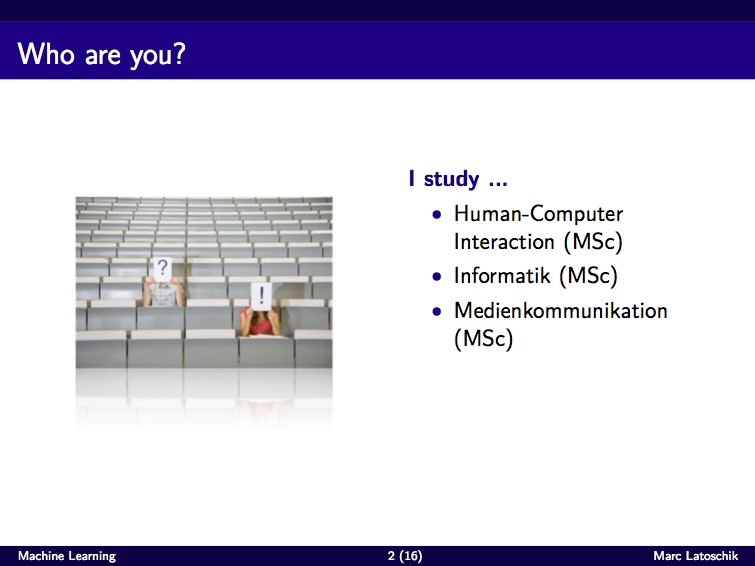 Who are you?
?
!
I study ...
• Human-Computer
Interaction (MSc)
• Informatik (MSc)
• Medienkommunikation
(MSc)
Machine Learning
2 (16)
Marc Latoschik